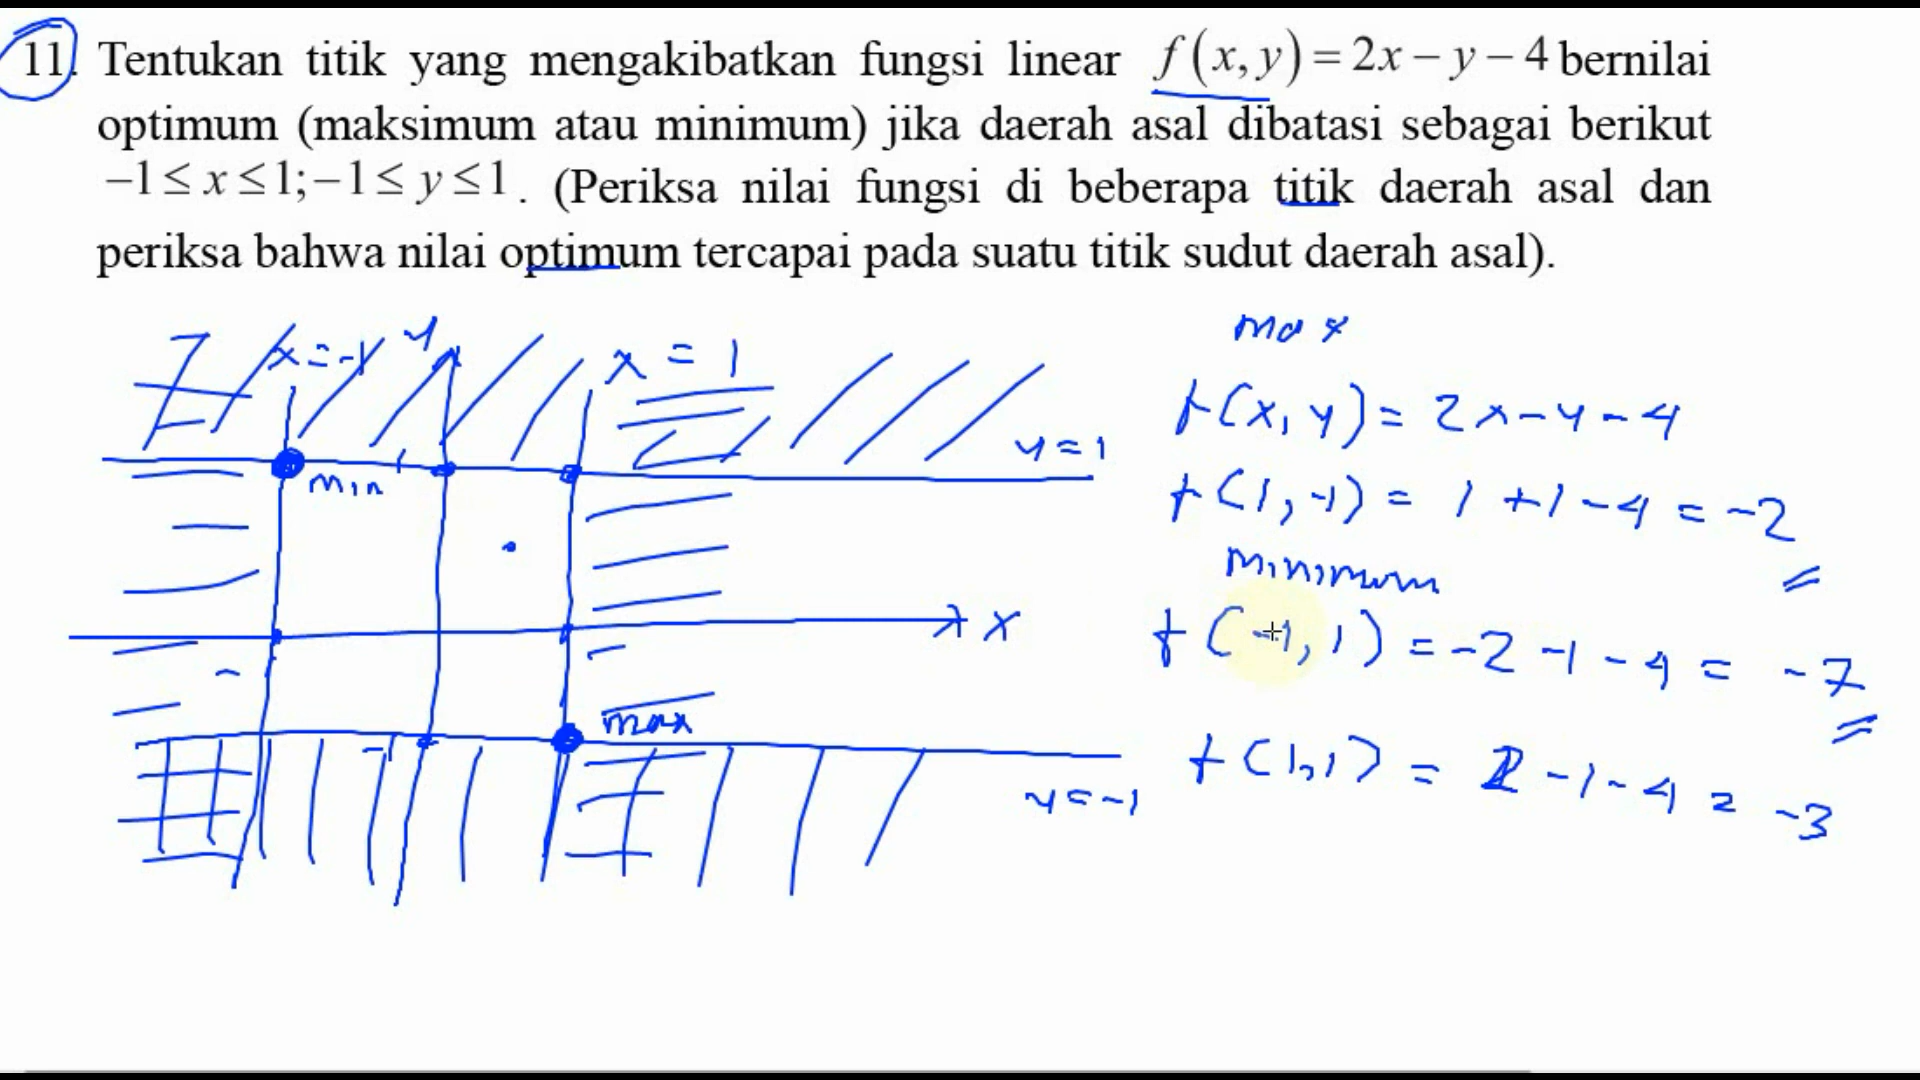 11. Tentukan titik yang mengakibatkan fungsi linear f(x,y)=2x−y−4 bernilai
optimum (maksimum atau minimum) jika daerah asal dibatasi sebagai berikut
−1≤x≤1;−1≤y≤1. (Periksa nilai fungsi di beberapa titik daerah asal dan
periksa bahwa nilai optimum tercapai pada suatu titik sudut daerah asal).
x=-1 y x = 1
y=1
1
min
x
max
-1
y=-1
max
f(x,y)= 2x-y-4
f(1,-1) = 1+1-4 = -2
minimum
f(-1,1) = -2-1-4 = -7
f(1,1) = 2-1-4 = -3